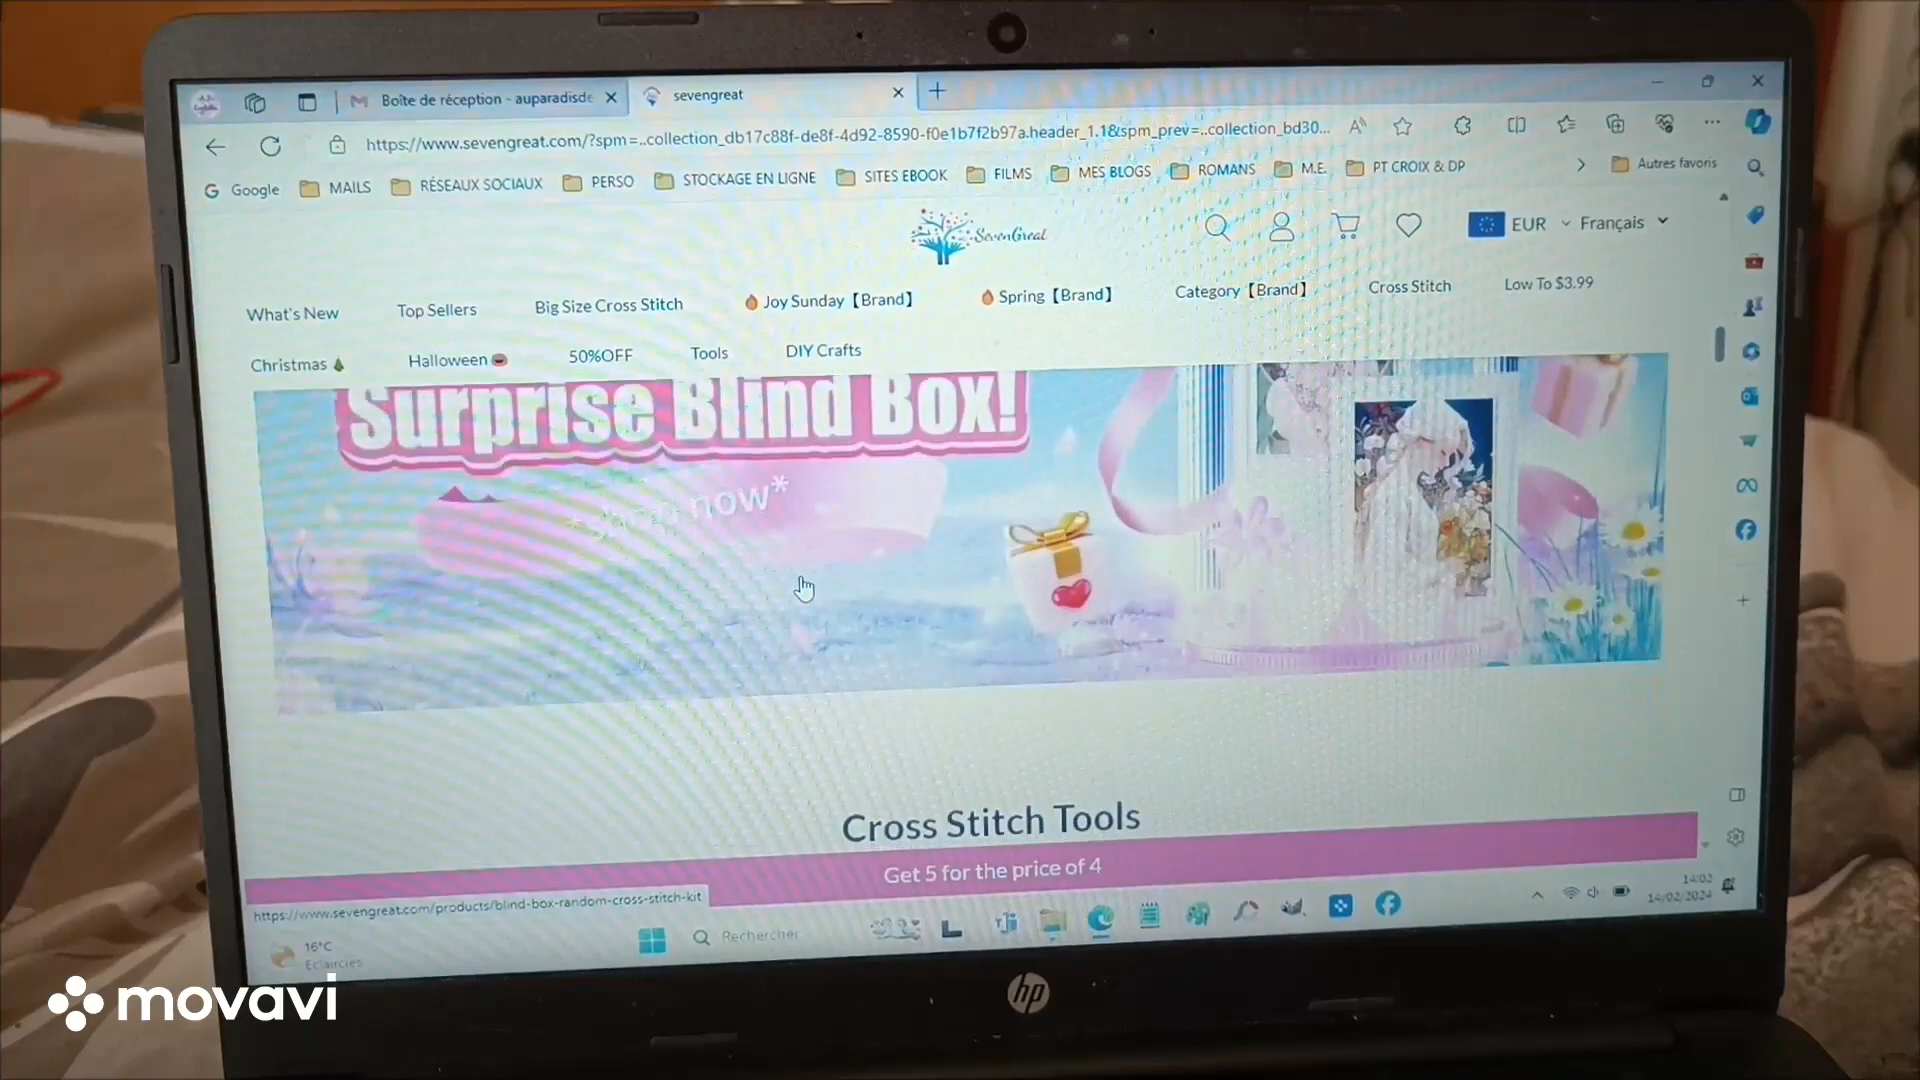 Boîte de réception - auparadisde
sevengreat
https://www.sevengreat.com/?spm=..collection_db17c88f-de8f-4d92-8590-f0e1b7f2b97a.header_1.1&spm_prev=..collection_bd30...
Google MAILS RÉSEAUX SOCIAUX PERSO STOCKAGE EN LIGNE SITES EBOOK FILMS MES BLOGS ROMANS M.E. PT CROIX & DP Autres favoris
SevenGreat
EUR Français
What's New Top Sellers Big Size Cross Stitch Joy Sunday【Brand】 Spring【Brand】 Category【Brand】 Cross Stitch Low To $3.99
Christmas Halloween 50%OFF Tools DIY Crafts
Surprise Blind Box!
*shop now*
Cross Stitch Tools
Get 5 for the price of 4
https://www.sevengreat.com/products/blind-box-random-cross-stitch-kit
16°C
Eclaircies
Rechercher
14:02
14/02/2024
hp
movavi